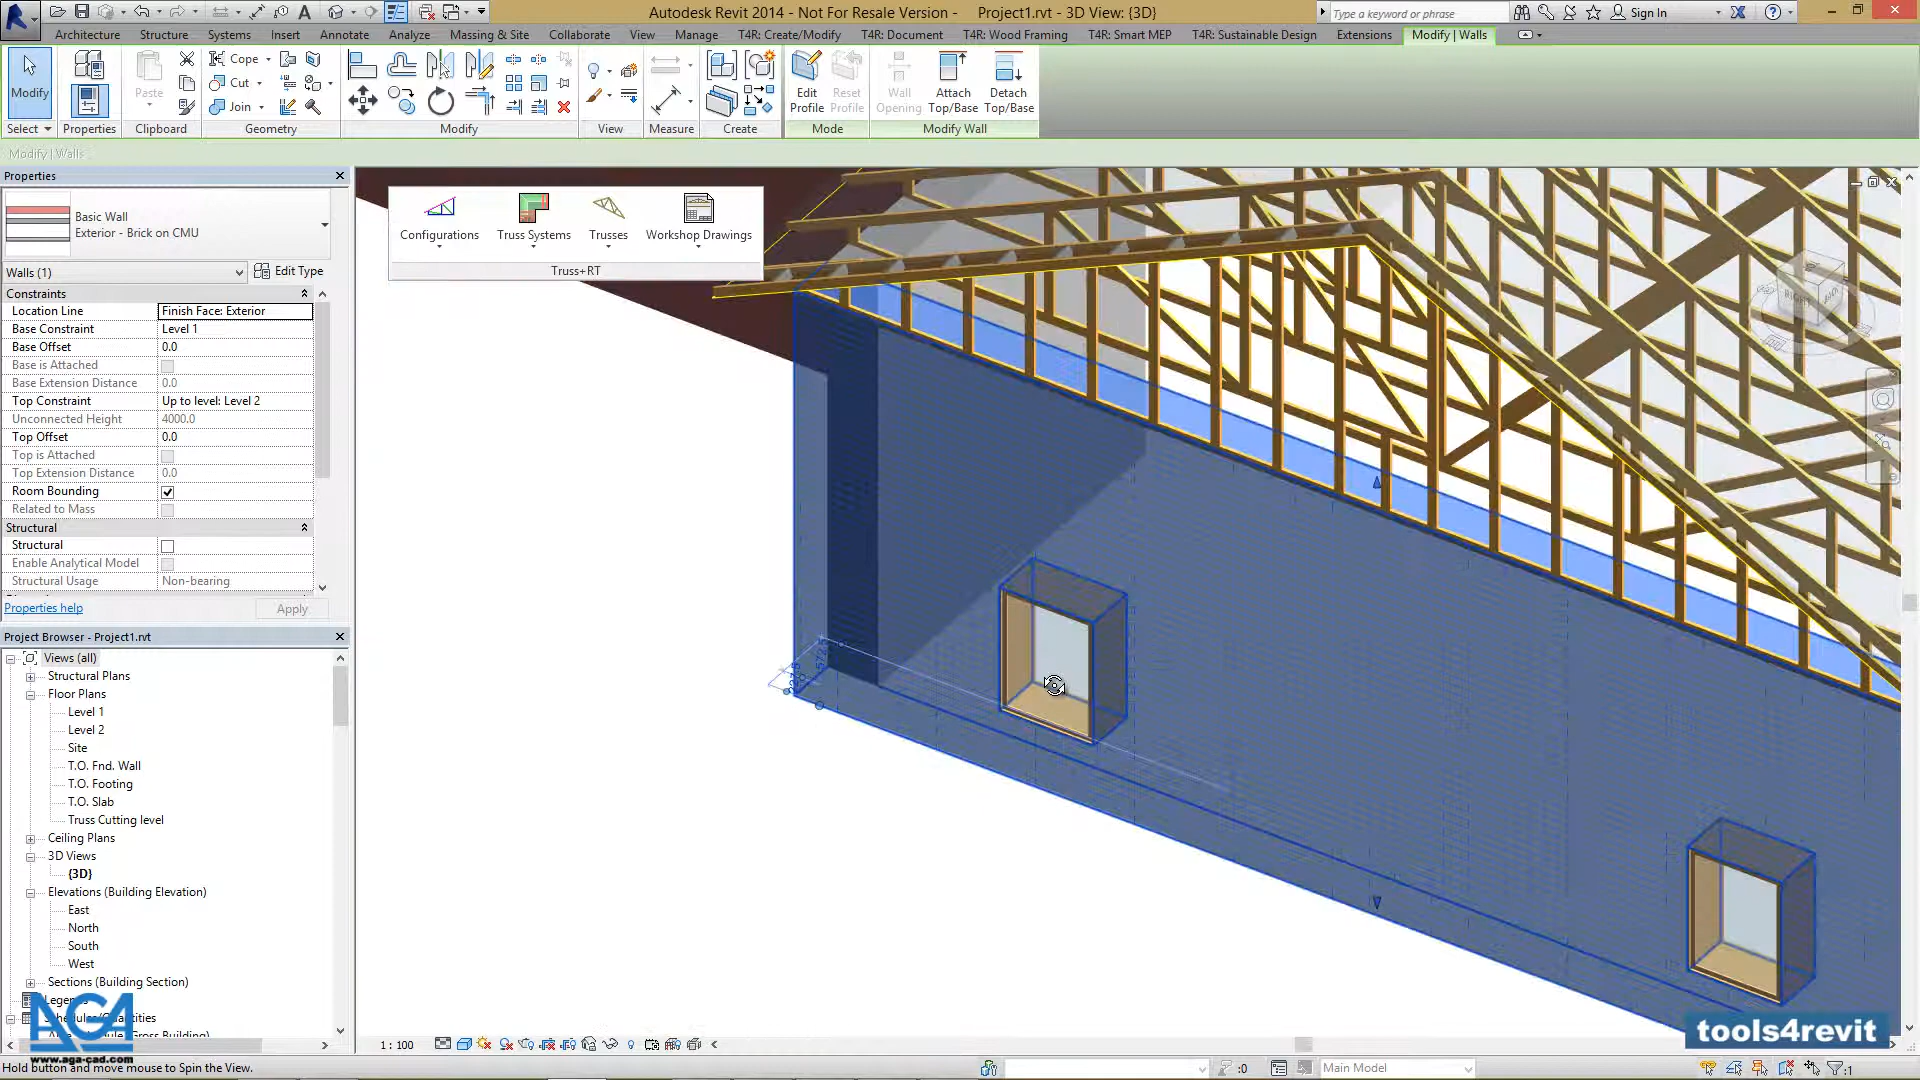 Autodesk Revit 2014 - Not For Resale Version -    Project1.rvt - 3D View: {3D}
Type a keyword or phrase
Sign In
Architecture Structure Systems Insert Annotate Analyze Massing & Site Collaborate View Manage T4R: Create/Modify T4R: Document T4R: Wood Framing T4R: Smart MEP T4R: Sustainable Design Extensions Modify | Walls
Modify
Paste
Cope
Cut
Join
Edit Profile
Reset Profile
Wall Opening
Attach Top/Base
Detach Top/Base
Select Properties Clipboard Geometry Modify View Measure Create Mode Modify Wall
Modify | Walls
Properties
Basic Wall
Exterior - Brick on CMU
Walls (1)
Edit Type
Constraints
Location Line Finish Face: Exterior
Base Constraint Level 1
Base Offset 0.0
Base is Attached
Base Extension Distance 0.0
Top Constraint Up to level: Level 2
Unconnected Height 4000.0
Top Offset 0.0
Top is Attached
Top Extension Distance 0.0
Room Bounding
Related to Mass
Structural
Structural
Enable Analytical Model
Structural Usage Non-bearing
Properties help
Apply
Project Browser - Project1.rvt
Views (all)
Structural Plans
Floor Plans
Level 1
Level 2
Site
T.O. Fnd. Wall
T.O. Footing
T.O. Slab
Truss Cutting level
Ceiling Plans
3D Views
{3D}
Elevations (Building Elevation)
East
North
South
West
Sections (Building Section)
AGA
www.aga-cad.com
Configurations Truss Systems Trusses Workshop Drawings
Truss+RT
RIGHT
1 : 100
tools4revit
Hold button and move mouse to Spin the View.
:0
Main Model
:1